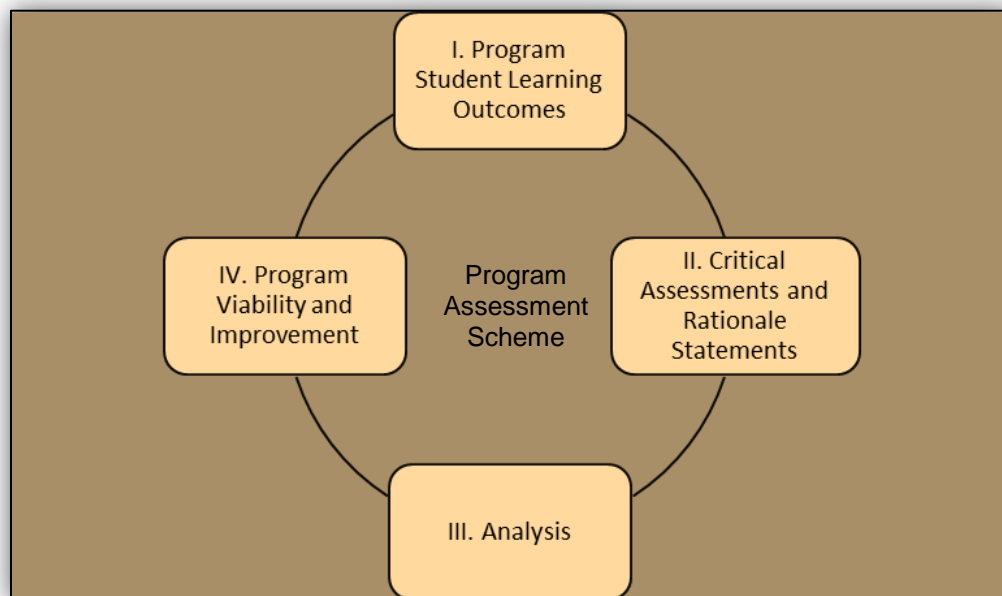 I. Program
Student Learning
Outcomes
IV. Program
Viability and
Improvement
Program
Assessment
Scheme
II. Critical
Assessments and
Rationale
Statements
III. Analysis